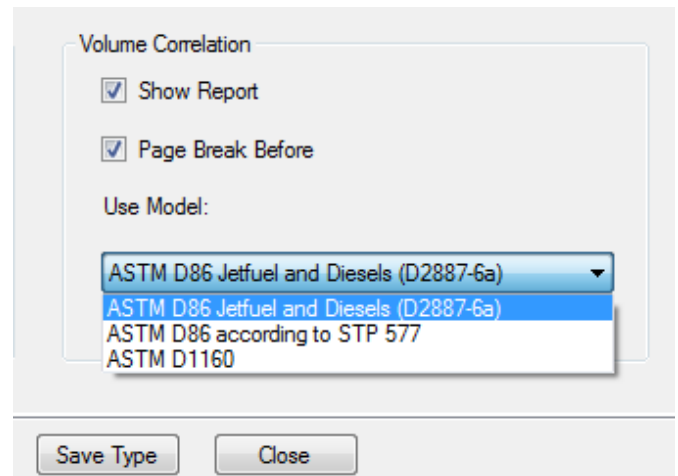 Volume Correlation
Show Report
Page Break Before
Use Model:
ASTM D86 Jetfuel and Diesels (D2887-6a)
ASTM D86 Jetfuel and Diesels (D2887-6a)
ASTM D86 according to STP 577
ASTM D1160
Save Type Close